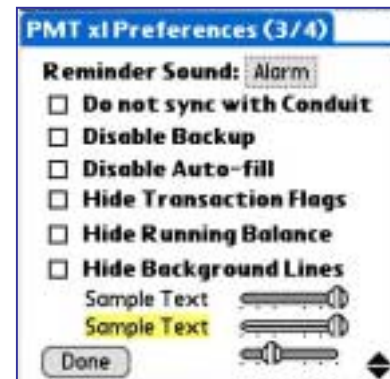 PMT xl Preferences (3/4)
Reminder Sound: Alarm
Do not sync with Conduit
Disable Backup
Disable Auto-fill
Hide Transaction Flags
Hide Running Balance
Hide Background Lines
Sample Text
Sample Text
Done